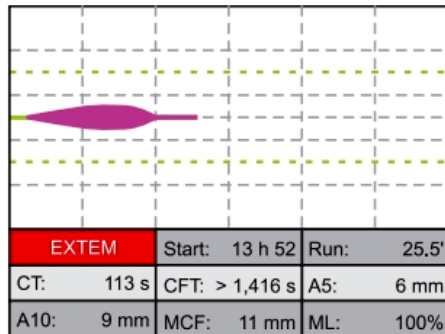 EXTEM Start: 13 h 52 Run: 25.5'
CT: 113 s CFT: > 1,416 s A5: 6 mm
A10: 9 mm MCF: 11 mm ML: 100%